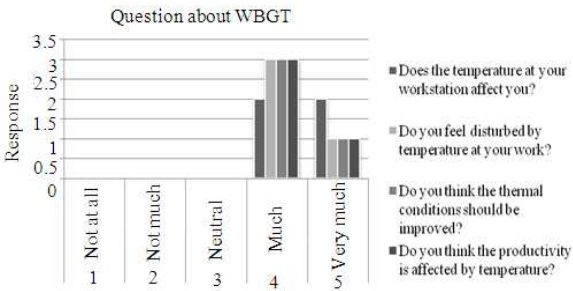 Question about WBGT
3.5
3
2.5
2
1.5
1
0.5
0
Response
Not at all
Not much
Neutral
Much
Very much
1
2
3
4
5
Does the temperature at your
workstation affect you?
Do you feel disturbed by
temperature at your work?
Do you think the thermal
conditions should be
improved?
Do you think the productivity
is affected by temperature?